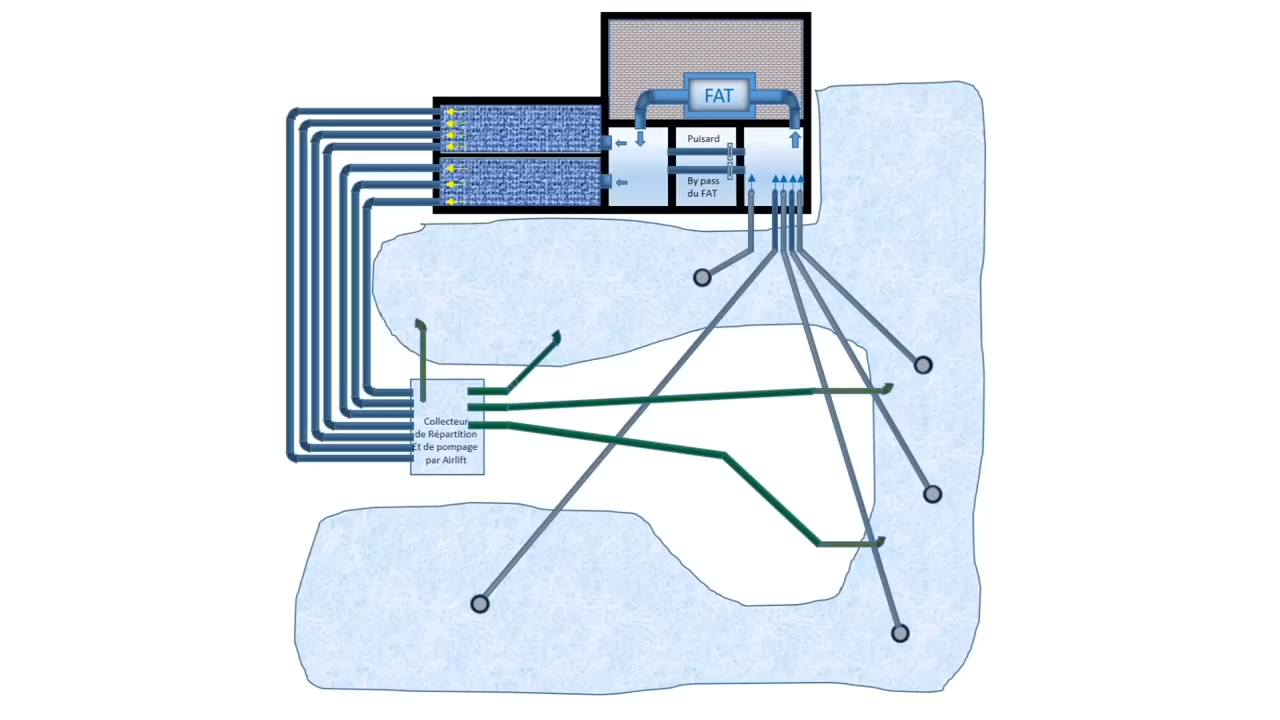 FAT
Puisard
By pass
du FAT
Collecteur
de Répartition
Et de pompage
par Airlift